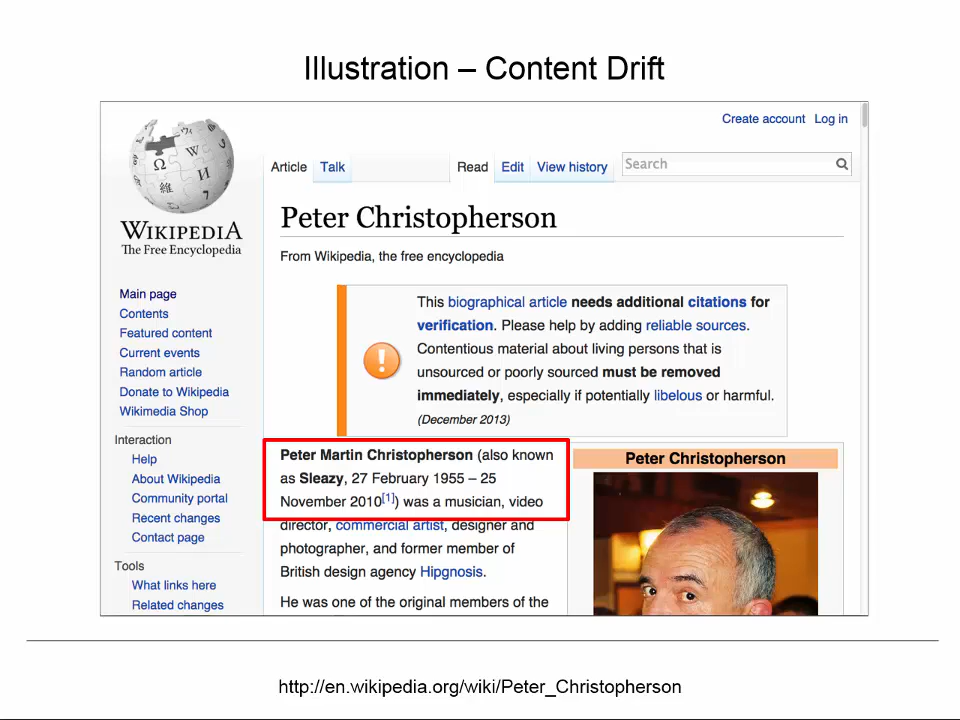 Illustration – Content Drift
Create account Log in
Article Talk Read Edit View history Search
WIKIPEDIA
The Free Encyclopedia
Main page
Contents
Featured content
Current events
Random article
Donate to Wikipedia
Wikimedia Shop
Interaction
Help
About Wikipedia
Community portal
Recent changes
Contact page
Tools
What links here
Related changes
Peter Christopherson
From Wikipedia, the free encyclopedia
This biographical article needs additional citations for
verification. Please help by adding reliable sources.
Contentious material about living persons that is
unsourced or poorly sourced must be removed
immediately, especially if potentially libelous or harmful.
(December 2013)
Peter Martin Christopherson (also known
as Sleazy, 27 February 1955 – 25
November 2010[1]) was a musician, video
director, commercial artist, designer and
photographer, and former member of
British design agency Hipgnosis.
He was one of the original members of the
Peter Christopherson
http://en.wikipedia.org/wiki/Peter_Christopherson